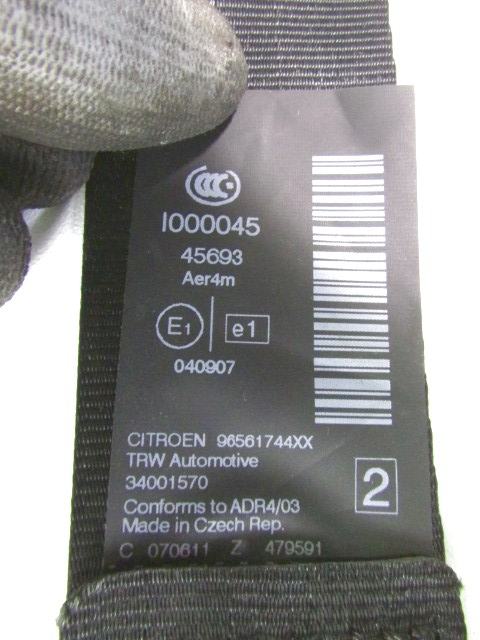 CCC
I000045
45693
Aer4m
E1 e1
040907
CITROEN 96561744XX
TRW Automotive
34001570
2
Conforms to ADR4/03
Made in Czech Rep.
C 070611 Z 479591